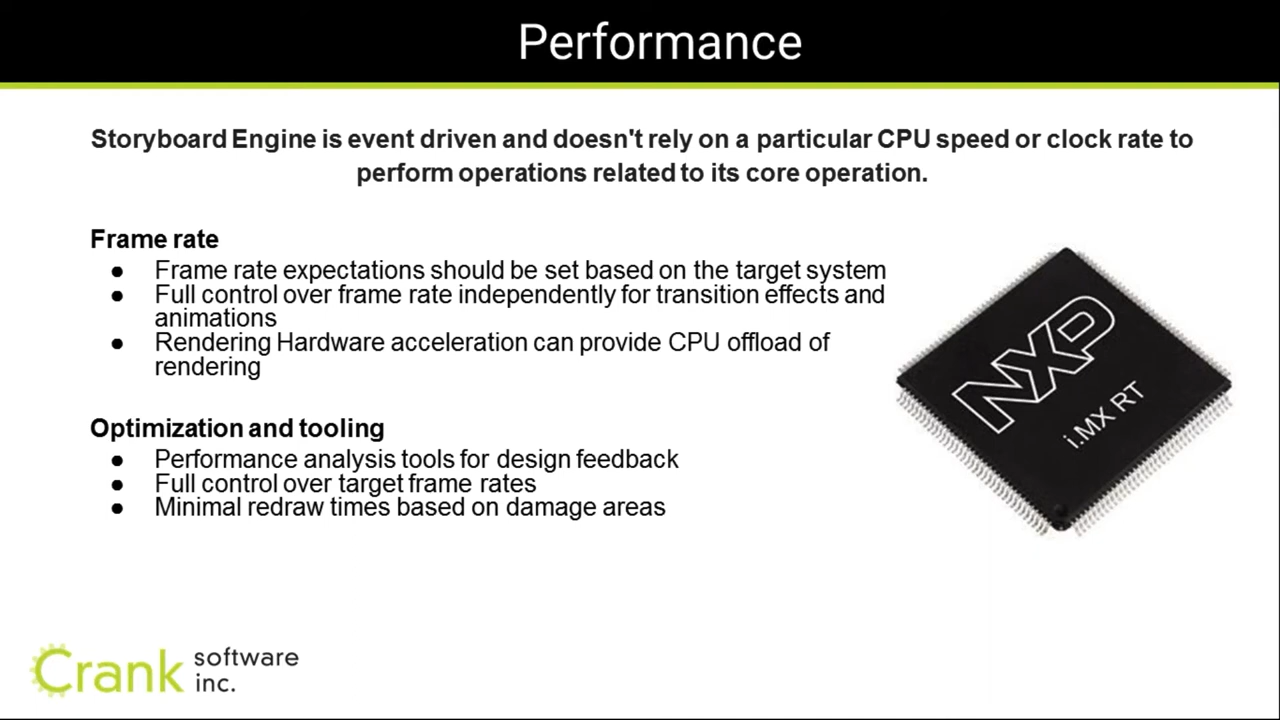 Performance
Storyboard Engine is event driven and doesn't rely on a particular CPU speed or clock rate to
perform operations related to its core operation.
Frame rate
● Frame rate expectations should be set based on the target system
● Full control over frame rate independently for transition effects and
animations
● Rendering Hardware acceleration can provide CPU offload of
rendering
Optimization and tooling
● Performance analysis tools for design feedback
● Full control over target frame rates
● Minimal redraw times based on damage areas
NXP
i.MX RT
Crank software
inc.